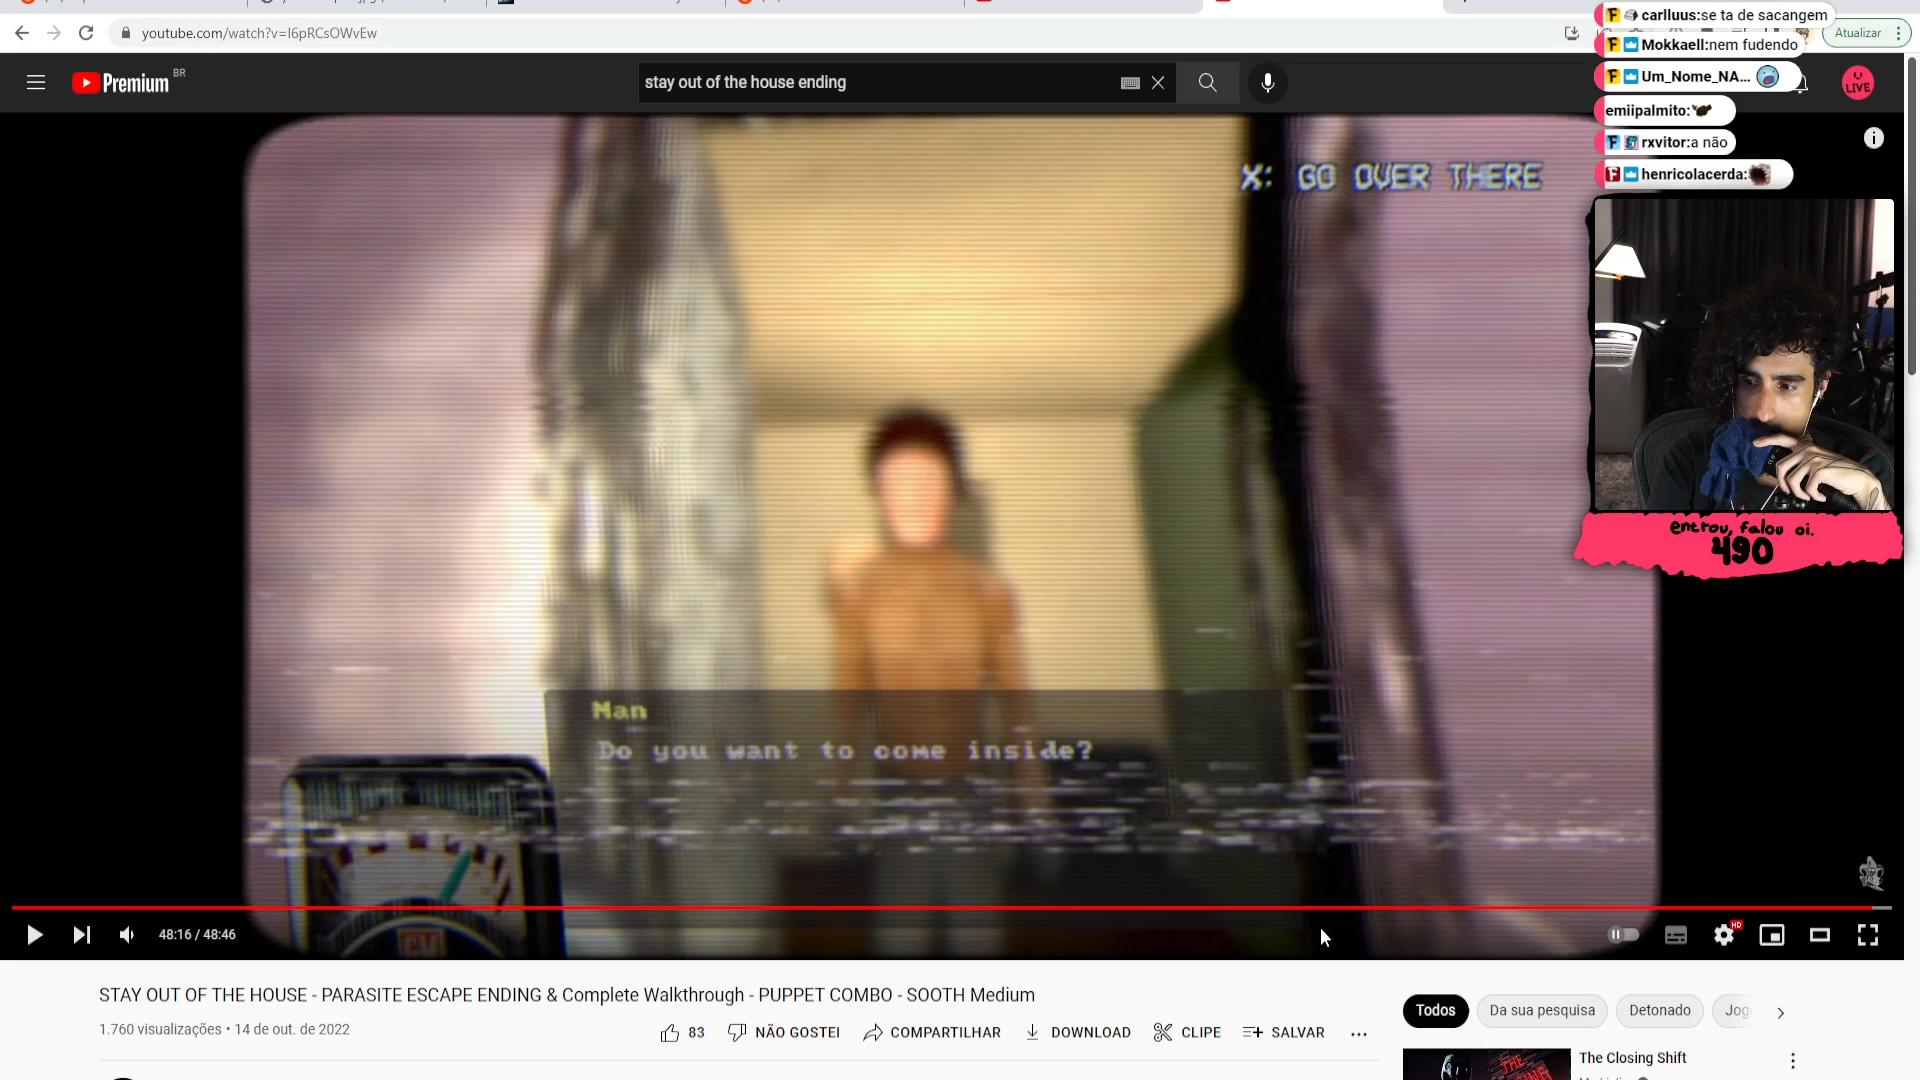 youtube.com/watch?v=I6pRCsOWvEw
Atualizar
Premium BR
stay out of the house ending
carlluus:se ta de sacangem
Mokkaell:nem fudendo
Um_Nome_NA...
emiipalmito:
rxvitor:a não
henricolacerda:
LIVE
X: GO OVER THERE
entrou, falou oi.
490
Man
Do you want to come inside?
48:16 / 48:46
HD
STAY OUT OF THE HOUSE - PARASITE ESCAPE ENDING & Complete Walkthrough - PUPPET COMBO - SOOTH Medium
1.760 visualizações • 14 de out. de 2022
83
NÃO GOSTEI
COMPARTILHAR
DOWNLOAD
CLIPE
SALVAR
Todos
Da sua pesquisa
Detonado
The Closing Shift